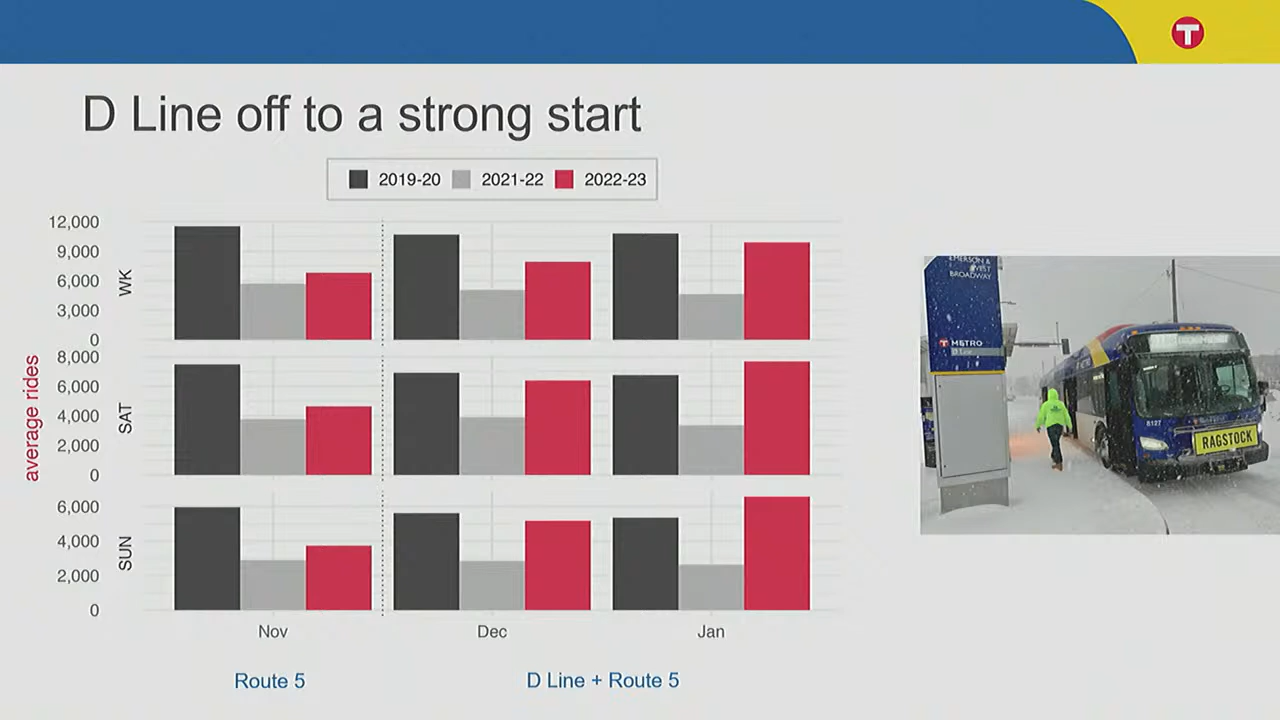 T
D Line off to a strong start
2019-20 2021-22 2022-23
12,000
9,000
6,000
3,000
0
WK
8,000
6,000
4,000
2,000
0
SAT
6,000
4,000
2,000
0
SUN
average rides
Nov Dec Jan
Route 5 D Line + Route 5
EMERSON &
WEST
BROADWAY
T METRO
D Line
8127
RAGSTOCK